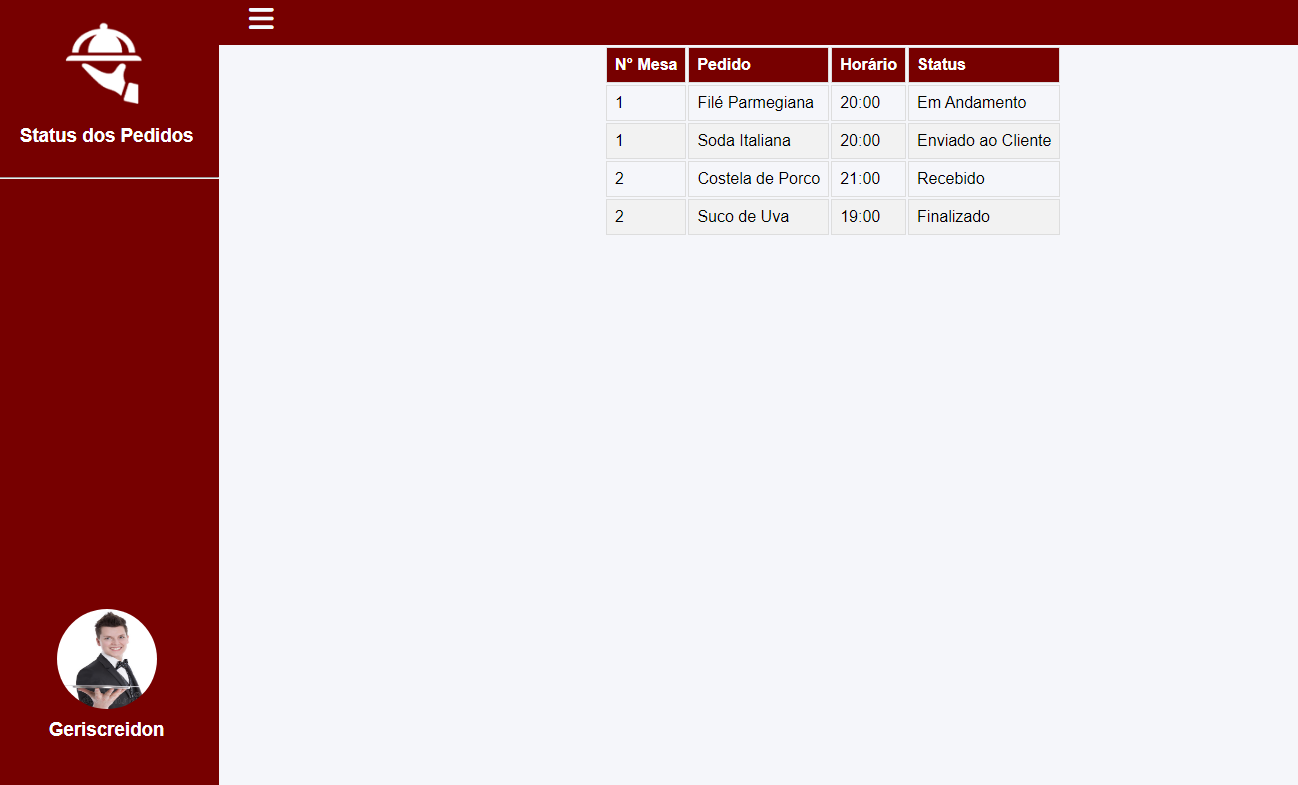 Status dos Pedidos
Nº Mesa Pedido Horário Status
1 Filé Parmegiana 20:00 Em Andamento
1 Soda Italiana 20:00 Enviado ao Cliente
2 Costela de Porco 21:00 Recebido
2 Suco de Uva 19:00 Finalizado
Geriscreidon